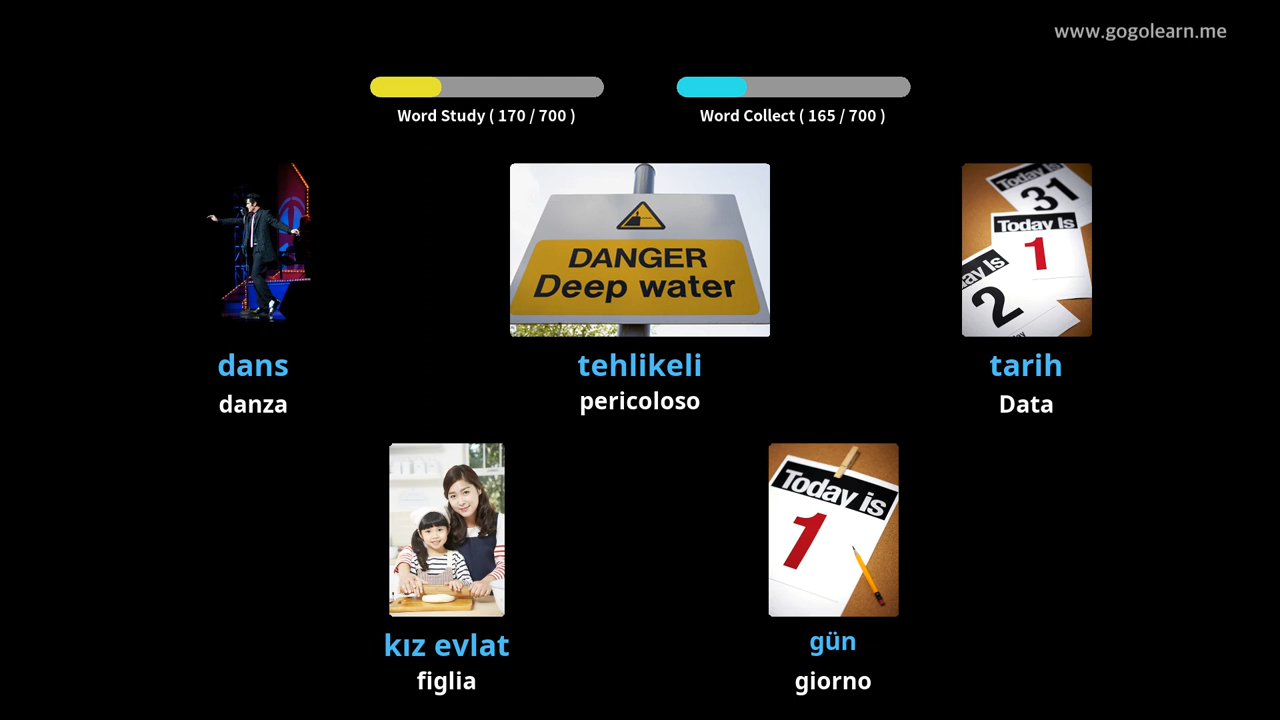 www.gogolearn.me
Word Study ( 170 / 700 )
Word Collect ( 165 / 700 )
DANGER
Deep water
Today Is
31
Today Is
1
ay Is
2
dans
danza
tehlikeli
pericoloso
tarih
Data
Today is
1
kız evlat
figlia
gün
giorno